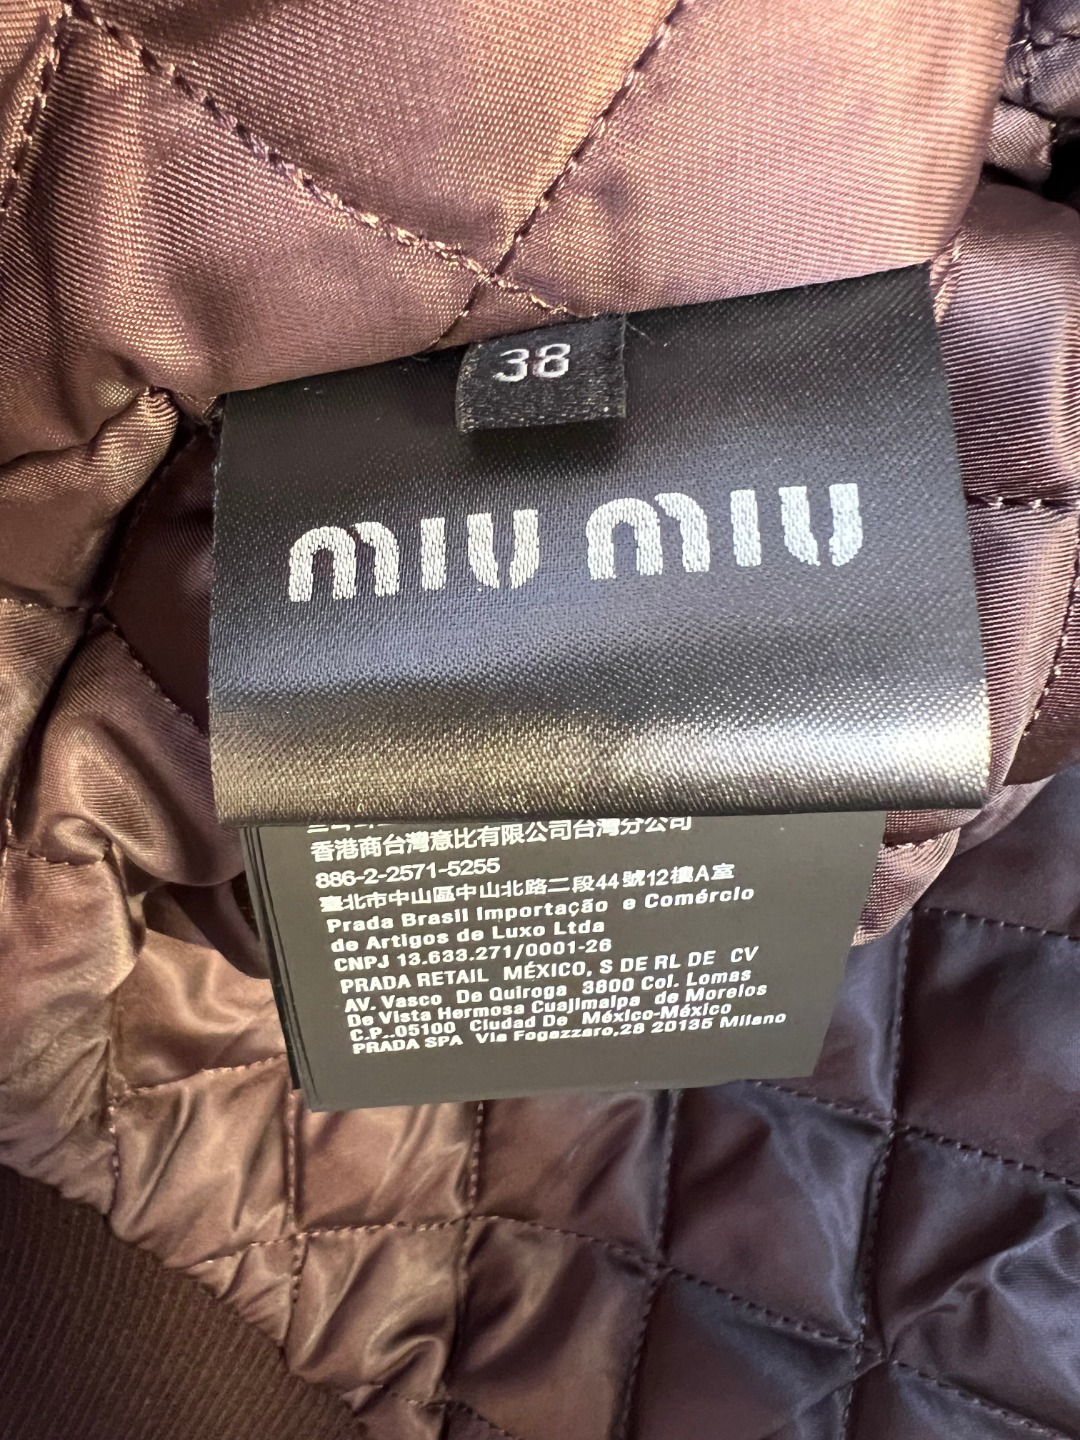 38
MIU MIU
香港商台灣意比有限公司台灣分公司
886-2-2571-5255
臺北市中山區中山北路二段44號12樓A室
Prada Brasil Importação e Comércio
de Artigos de Luxo Ltda
CNPJ 13.633.271/0001-26
PRADA RETAIL MÉXICO, S DE RL DE CV
AV. Vasco De Quiroga 3800 Col. Lomas
De Vista Hermosa Cuajimalpa de Morelos
C.P..05100 Ciudad De México-México
PRADA SPA Via Fogazzaro,28 20135 Milano